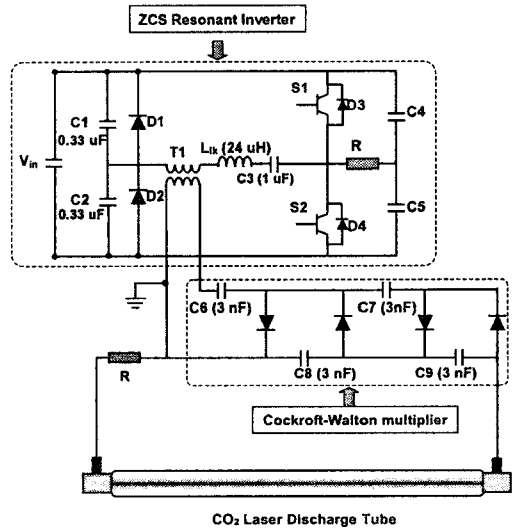 ZCS Resonant Inverter
S1
D3
C1
0.33 uF
D1
C4
T1
Llk (24 uH)
R
Vin
C3 (1 uF)
C2
0.33 uF
D2
S2
D4
C5
C6 (3 nF)
C7 (3nF)
C8 (3 nF)
C9 (3 nF)
R
Cockroft-Walton multiplier
CO₂ Laser Discharge Tube